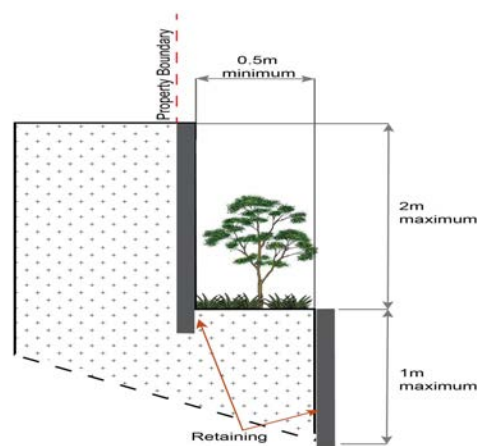 Property Boundary
0.5m
minimum
2m
maximum
1m
maximum
Retaining